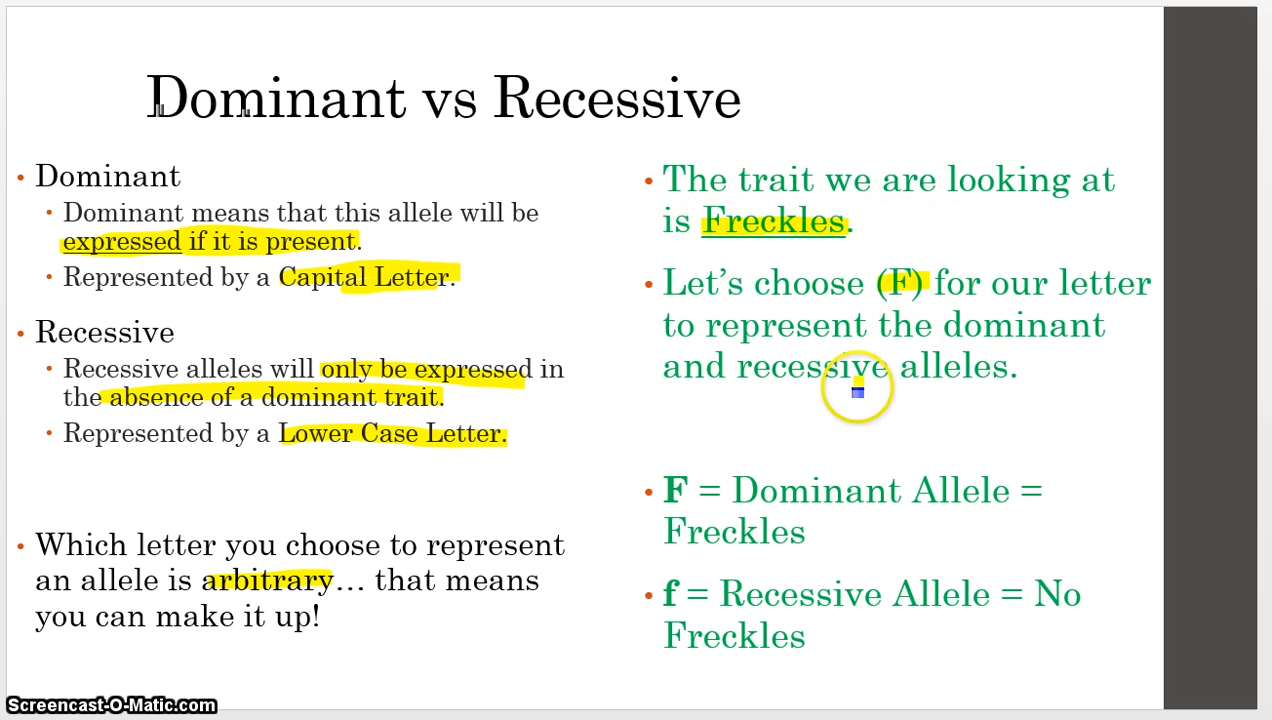 Dominant vs Recessive
• Dominant
• Dominant means that this allele will be
expressed if it is present.
• Represented by a Capital Letter.
• Recessive
• Recessive alleles will only be expressed in
the absence of a dominant trait.
• Represented by a Lower Case Letter.
• Which letter you choose to represent
an allele is arbitrary… that means
you can make it up!
• The trait we are looking at
is Freckles.
• Let’s choose (F) for our letter
to represent the dominant
and recessive alleles.
• F = Dominant Allele =
Freckles
• f = Recessive Allele = No
Freckles
Screencast-O-Matic.com